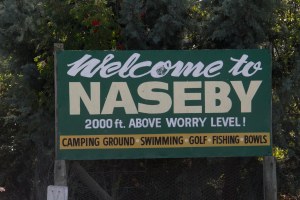 Welcome to
NASEBY
2000 ft. ABOVE WORRY LEVEL!
CAMPING GROUND SWIMMING GOLF FISHING BOWLS